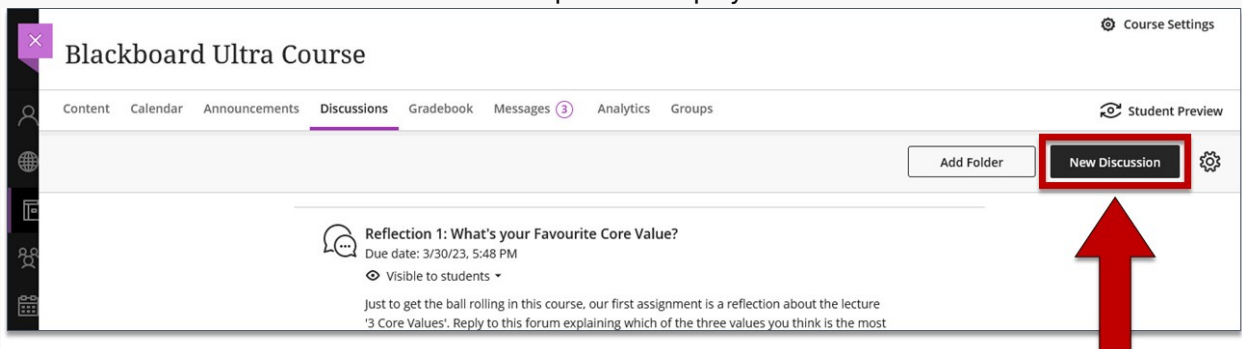 Course Settings
Blackboard Ultra Course
Content Calendar Announcements Discussions Gradebook Messages 3 Analytics Groups Student Preview
Add Folder New Discussion
Reflection 1: What's your Favourite Core Value?
Due date: 3/30/23, 5:48 PM
Visible to students
Just to get the ball rolling in this course, our first assignment is a reflection about the lecture
'3 Core Values'. Reply to this forum explaining which of the three values you think is the most